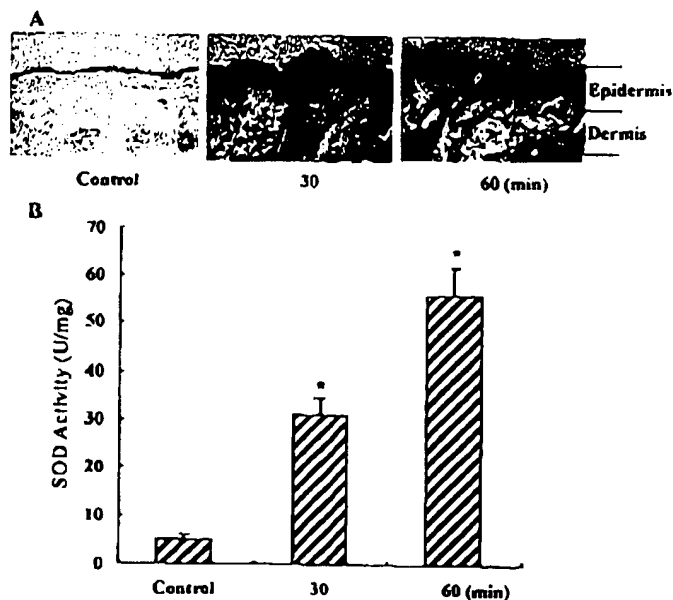 A
Epidermis
Dermis
Control 30 60 (min)
B
70
60
50
40
30
20
10
0
SOD Activity (U/mg)
* *
Control 30 60 (min)